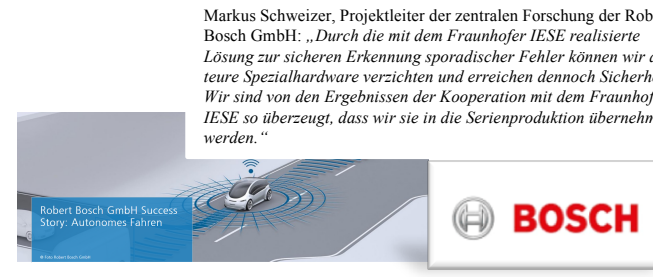 Markus Schweizer, Projektleiter der zentralen Forschung der Rob
Bosch GmbH: „Durch die mit dem Fraunhofer IESE realisierte
Lösung zur sicheren Erkennung sporadischer Fehler können wir a
teure Spezialhardware verzichten und erreichen dennoch Sicherh
Wir sind von den Ergebnissen der Kooperation mit dem Fraunhof
IESE so überzeugt, dass wir sie in die Serienproduktion übernehm
werden.“
Robert Bosch GmbH Success
Story: Autonomes Fahren
© Foto Robert Bosch GmbH
BOSCH